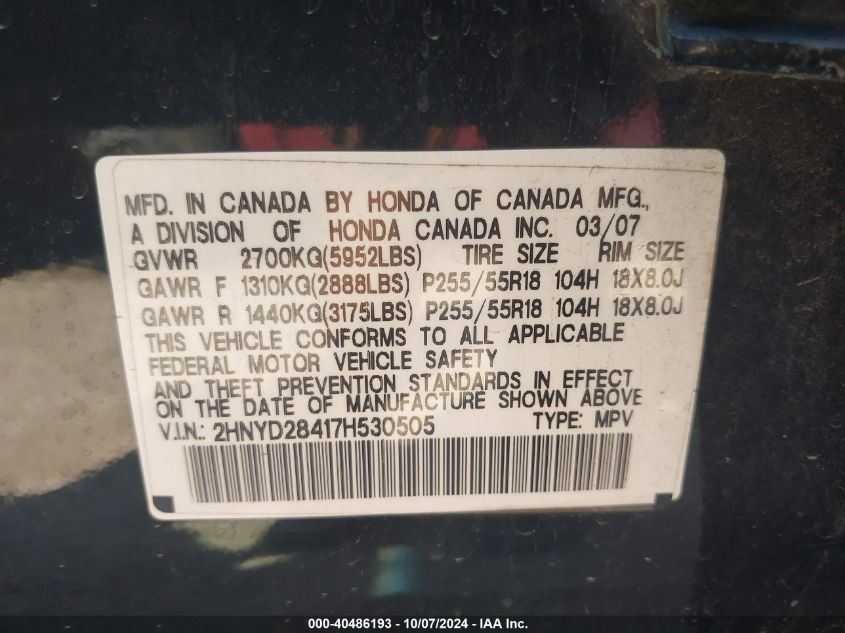 MFD. IN CANADA BY HONDA OF CANADA MFG.,
A DIVISION OF HONDA CANADA INC. 03/07
GVWR 2700KG(5952LBS) TIRE SIZE RIM SIZE
GAWR F 1310KG(2888LBS) P255/55R18 104H 18X8.0J
GAWR R 1440KG(3175LBS) P255/55R18 104H 18X8.0J
THIS VEHICLE CONFORMS TO ALL APPLICABLE
FEDERAL MOTOR VEHICLE SAFETY
AND THEFT PREVENTION STANDARDS IN EFFECT
ON THE DATE OF MANUFACTURE SHOWN ABOVE
V.I.N.: 2HNYD28417H530505 TYPE: MPV
000-40486193 - 10/07/2024 - IAA Inc.